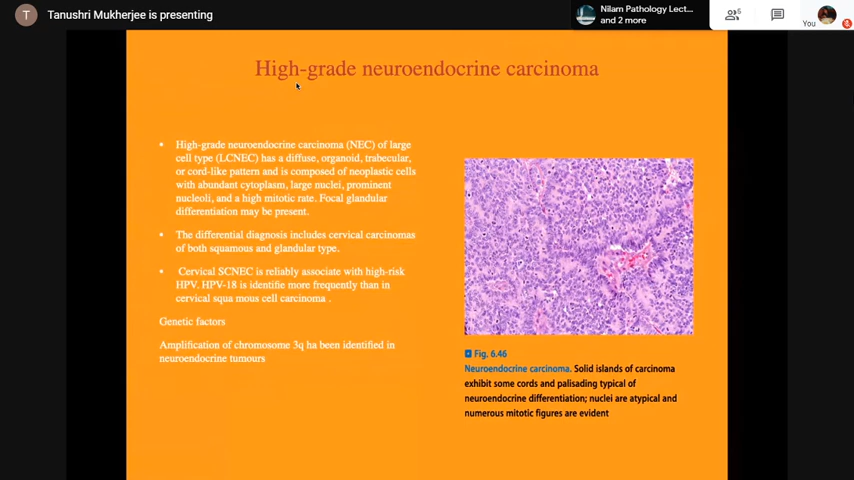 T
Tanushri Mukherjee is presenting
Nilam Pathology Lect...
and 2 more
6
You
High-grade neuroendocrine carcinoma
• High-grade neuroendocrine carcinoma (NEC) of large
cell type (LCNEC) has a diffuse, organoid, trabecular,
or cord-like pattern and is composed of neoplastic cells
with abundant cytoplasm, large nuclei, prominent
nucleoli, and a high mitotic rate. Focal glandular
differentiation may be present.
• The differential diagnosis includes cervical carcinomas
of both squamous and glandular type.
• Cervical SCNEC is reliably associate with high-risk
HPV. HPV-18 is identifie more frequently than in
cervical squa mous cell carcinoma .
Genetic factors
Amplification of chromosome 3q ha been identified in
neuroendocrine tumours
Fig. 6.46
Neuroendocrine carcinoma. Solid islands of carcinoma
exhibit some cords and palisading typical of
neuroendocrine differentiation; nuclei are atypical and
numerous mitotic figures are evident